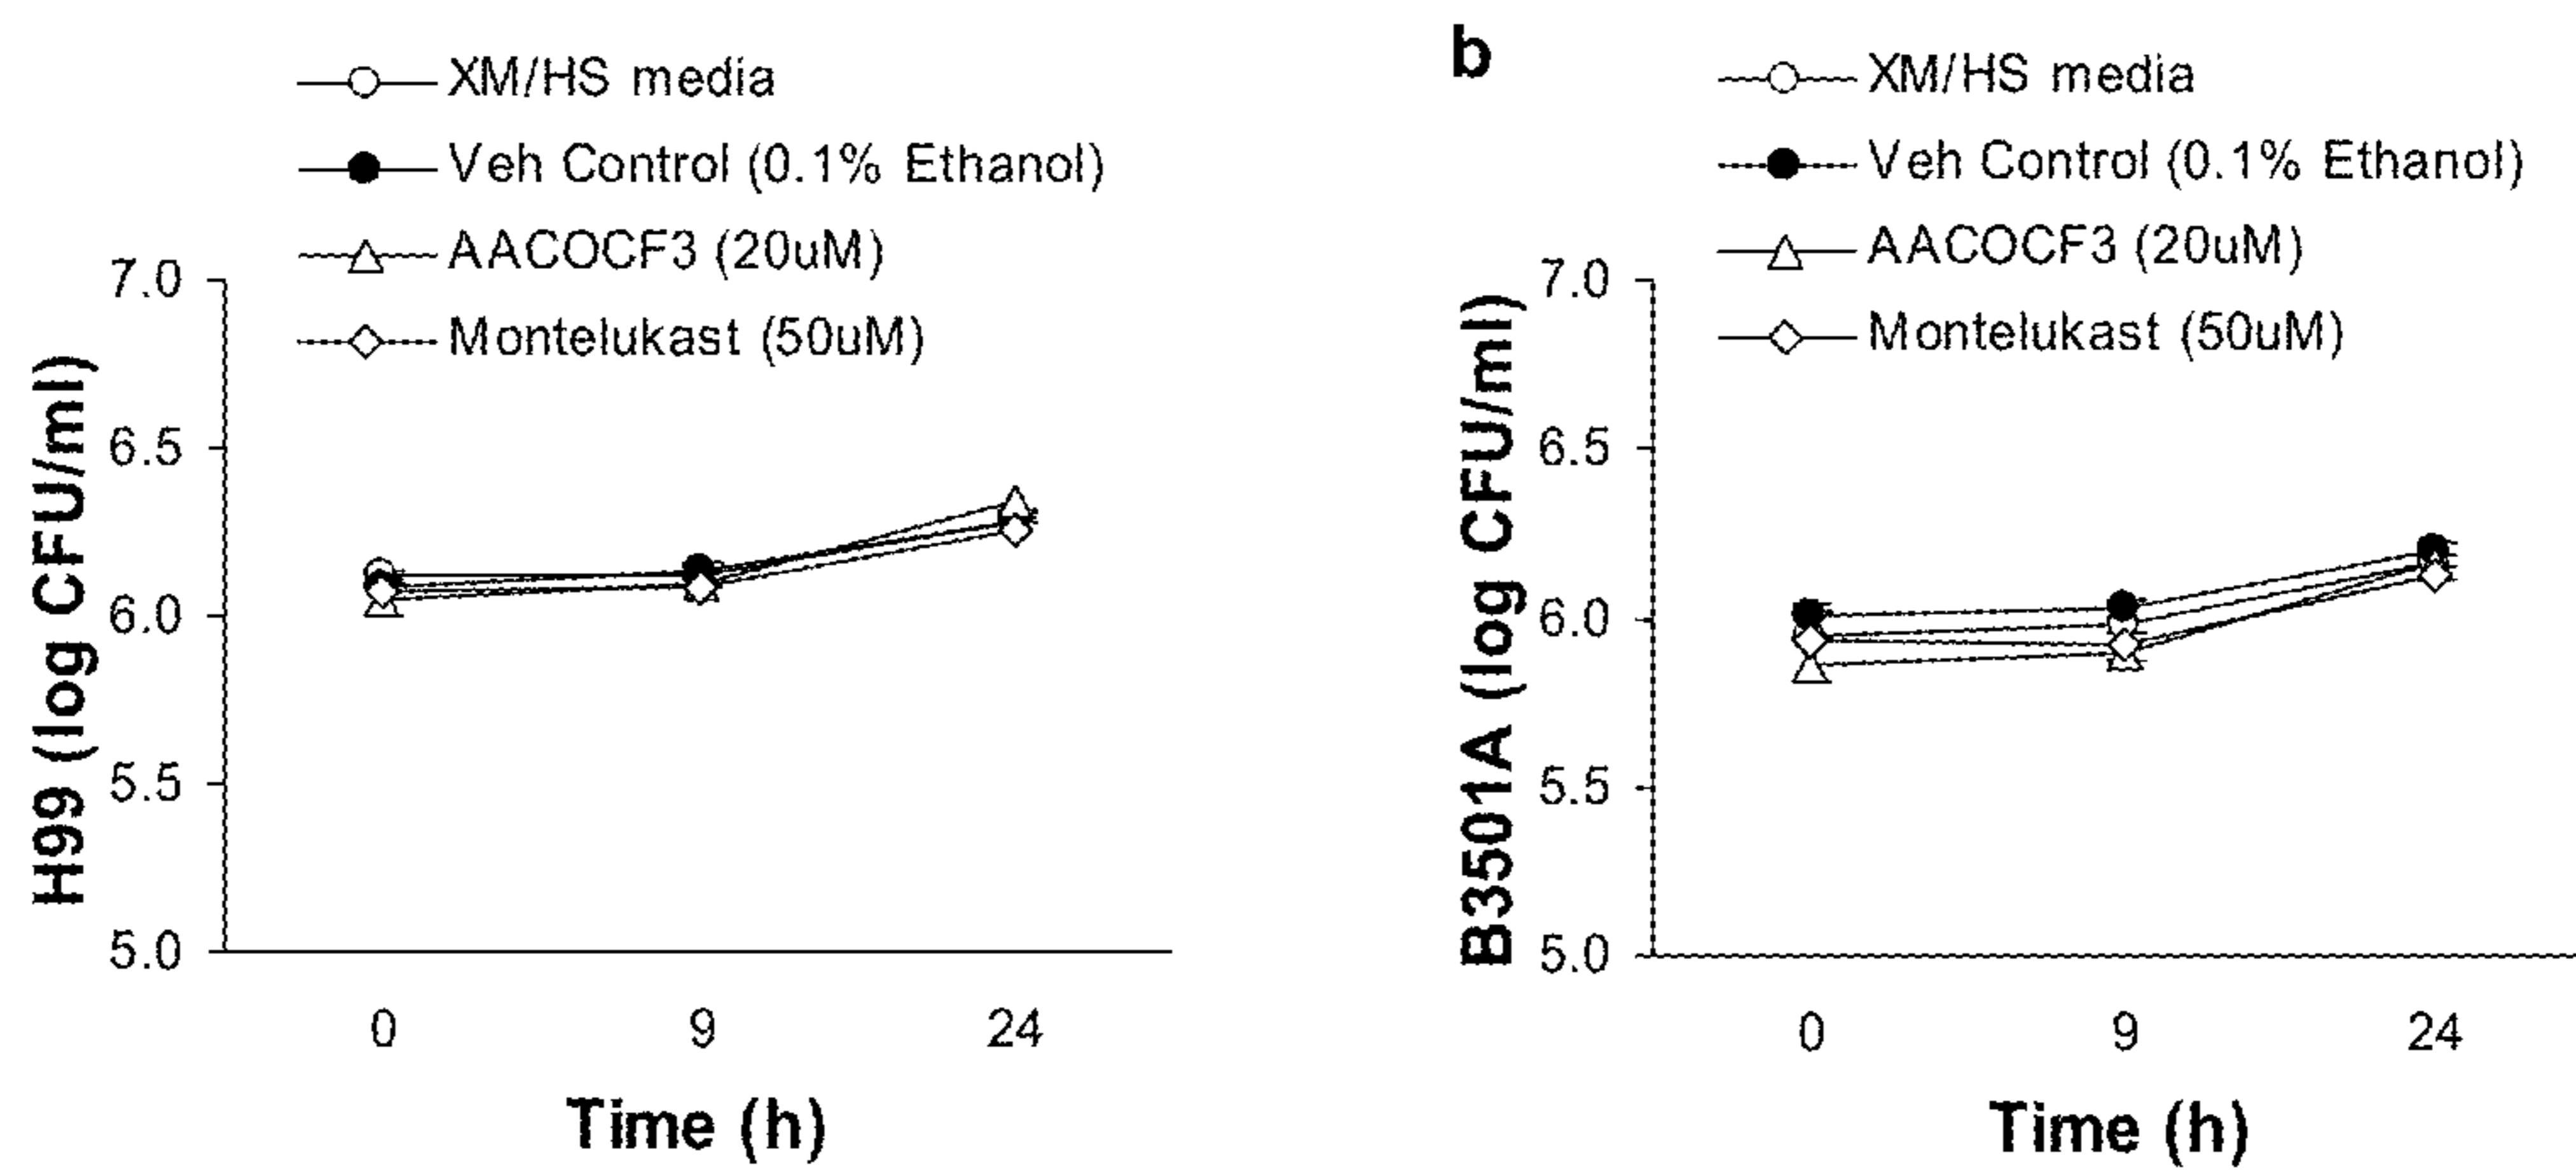 XM/HS media
Veh Control (0.1% Ethanol)
AACOCF3 (20uM)
Montelukast (50uM)
H99 (log CFU/ml)
7.0
6.5
6.0
5.5
5.0
0 9 24
Time (h)
b
XM/HS media
Veh Control (0.1% Ethanol)
AACOCF3 (20uM)
Montelukast (50uM)
B3501A (log CFU/ml)
7.0
6.5
6.0
5.5
5.0
0 9 24
Time (h)